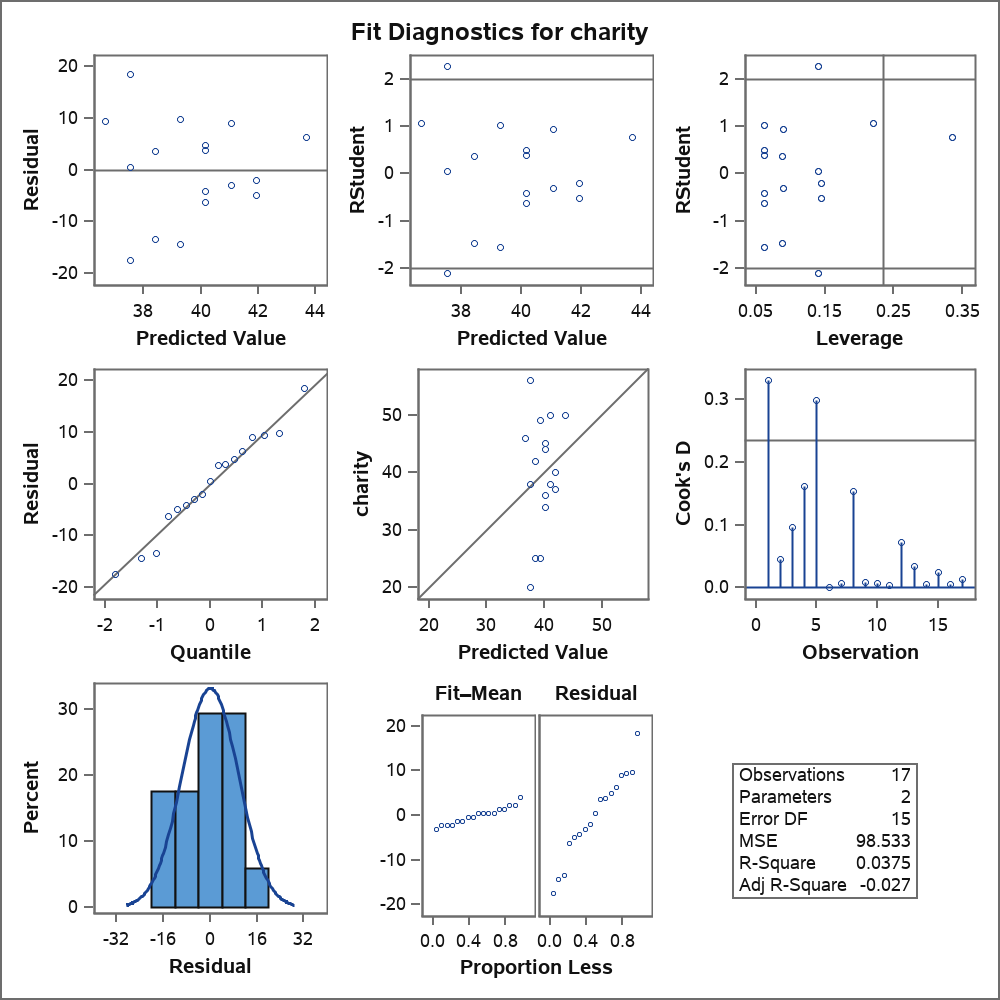 Fit Diagnostics for charity
20
10
0
-10
-20
Residual
38 40 42 44
Predicted Value
2
1
0
-1
-2
RStudent
38 40 42 44
Predicted Value
2
1
0
-1
-2
RStudent
0.05 0.15 0.25 0.35
Leverage
20
10
0
-10
-20
Residual
-2 -1 0 1 2
Quantile
50
40
30
20
charity
20 30 40 50
Predicted Value
0.3
0.2
0.1
0.0
Cook's D
0 5 10 15
Observation
30
20
10
0
Percent
-32 -16 0 16 32
Residual
Fit–Mean Residual
20
10
0
-10
-20
0.0 0.4 0.8 0.0 0.4 0.8
Proportion Less
Observations 17
Parameters 2
Error DF 15
MSE 98.533
R-Square 0.0375
Adj R-Square -0.027